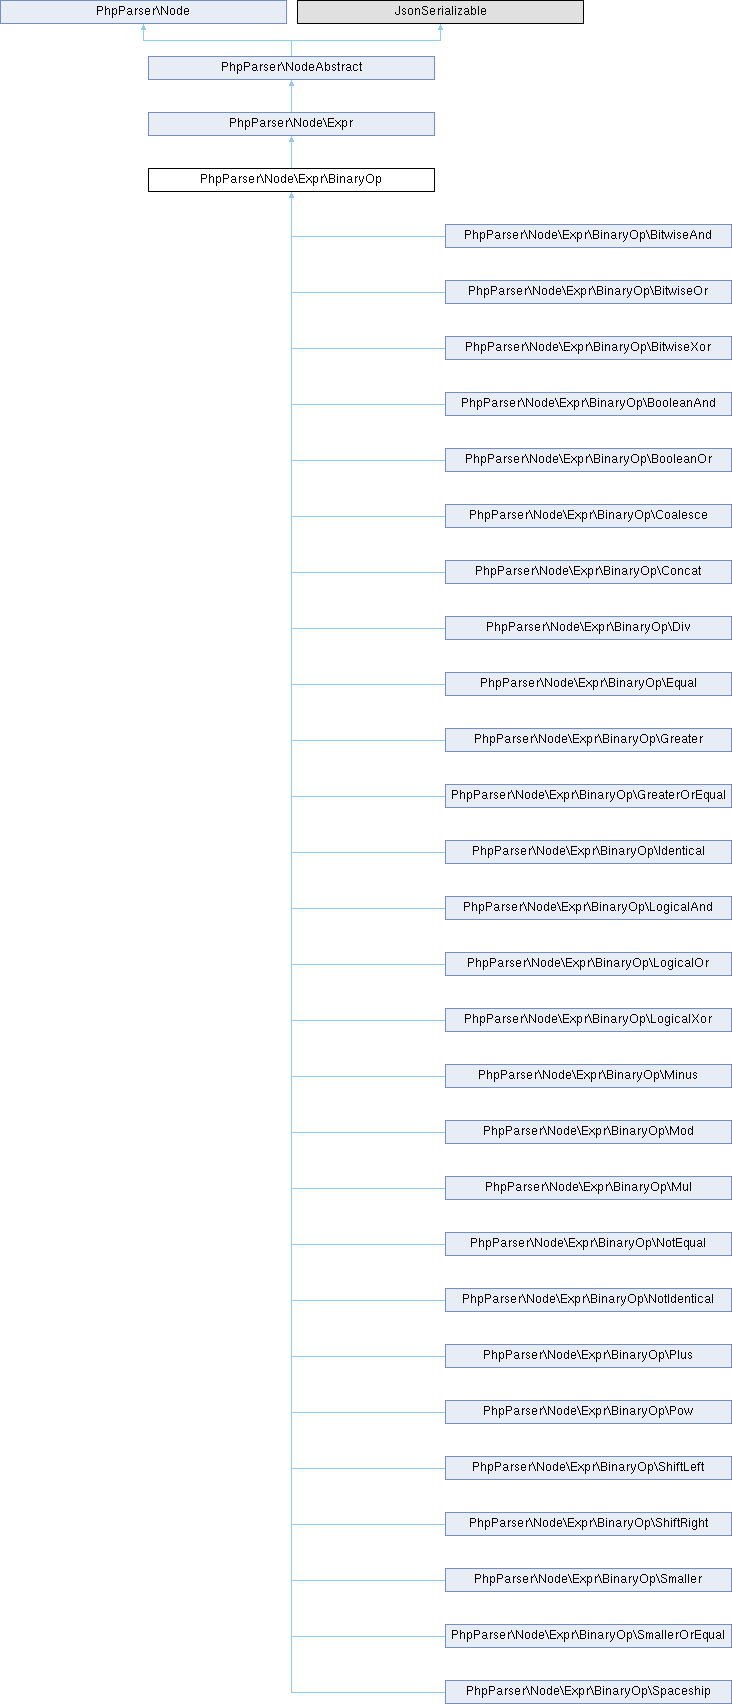 PhpParser\Node
JsonSerializable
PhpParser\NodeAbstract
PhpParser\Node\Expr
PhpParser\Node\Expr\BinaryOp
PhpParser\Node\Expr\BinaryOp\BitwiseAnd
PhpParser\Node\Expr\BinaryOp\BitwiseOr
PhpParser\Node\Expr\BinaryOp\BitwiseXor
PhpParser\Node\Expr\BinaryOp\BooleanAnd
PhpParser\Node\Expr\BinaryOp\BooleanOr
PhpParser\Node\Expr\BinaryOp\Coalesce
PhpParser\Node\Expr\BinaryOp\Concat
PhpParser\Node\Expr\BinaryOp\Div
PhpParser\Node\Expr\BinaryOp\Equal
PhpParser\Node\Expr\BinaryOp\Greater
PhpParser\Node\Expr\BinaryOp\GreaterOrEqual
PhpParser\Node\Expr\BinaryOp\Identical
PhpParser\Node\Expr\BinaryOp\LogicalAnd
PhpParser\Node\Expr\BinaryOp\LogicalOr
PhpParser\Node\Expr\BinaryOp\LogicalXor
PhpParser\Node\Expr\BinaryOp\Minus
PhpParser\Node\Expr\BinaryOp\Mod
PhpParser\Node\Expr\BinaryOp\Mul
PhpParser\Node\Expr\BinaryOp\NotEqual
PhpParser\Node\Expr\BinaryOp\NotIdentical
PhpParser\Node\Expr\BinaryOp\Plus
PhpParser\Node\Expr\BinaryOp\Pow
PhpParser\Node\Expr\BinaryOp\ShiftLeft
PhpParser\Node\Expr\BinaryOp\ShiftRight
PhpParser\Node\Expr\BinaryOp\Smaller
PhpParser\Node\Expr\BinaryOp\SmallerOrEqual
PhpParser\Node\Expr\BinaryOp\Spaceship